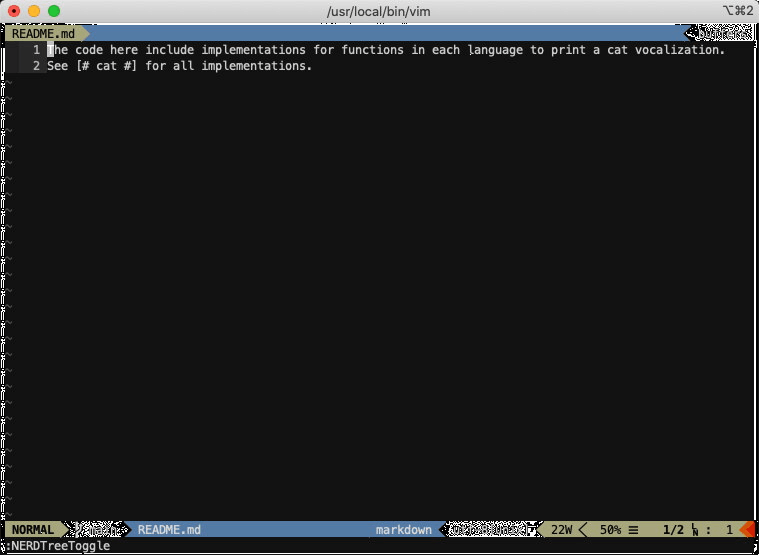 /usr/local/bin/vim
⌥⌘2
README.md
1 The code here include implementations for functions in each language to print a cat vocalization.
2 See [# cat #] for all implementations.
NORMAL README.md markdown 22W 50% ☰ 1/2 ㏑ : 1
:NERDTreeToggle